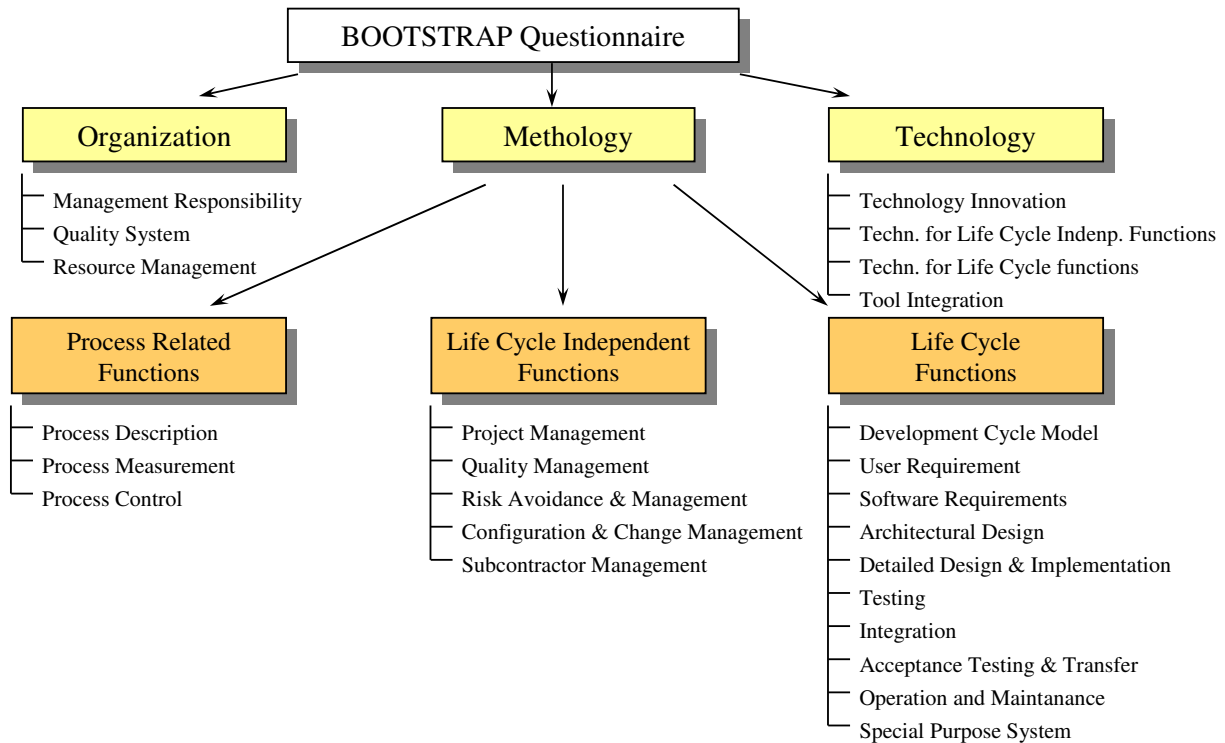 BOOTSTRAP Questionnaire
Organization
Management Responsibility
Quality System
Resource Management
Methology
Technology
Technology Innovation
Techn. for Life Cycle Indenp. Functions
Techn. for Life Cycle functions
Tool Integration
Process Related
Functions
Process Description
Process Measurement
Process Control
Life Cycle Independent
Functions
Project Management
Quality Management
Risk Avoidance & Management
Configuration & Change Management
Subcontractor Management
Life Cycle
Functions
Development Cycle Model
User Requirement
Software Requirements
Architectural Design
Detailed Design & Implementation
Testing
Integration
Acceptance Testing & Transfer
Operation and Maintanance
Special Purpose System